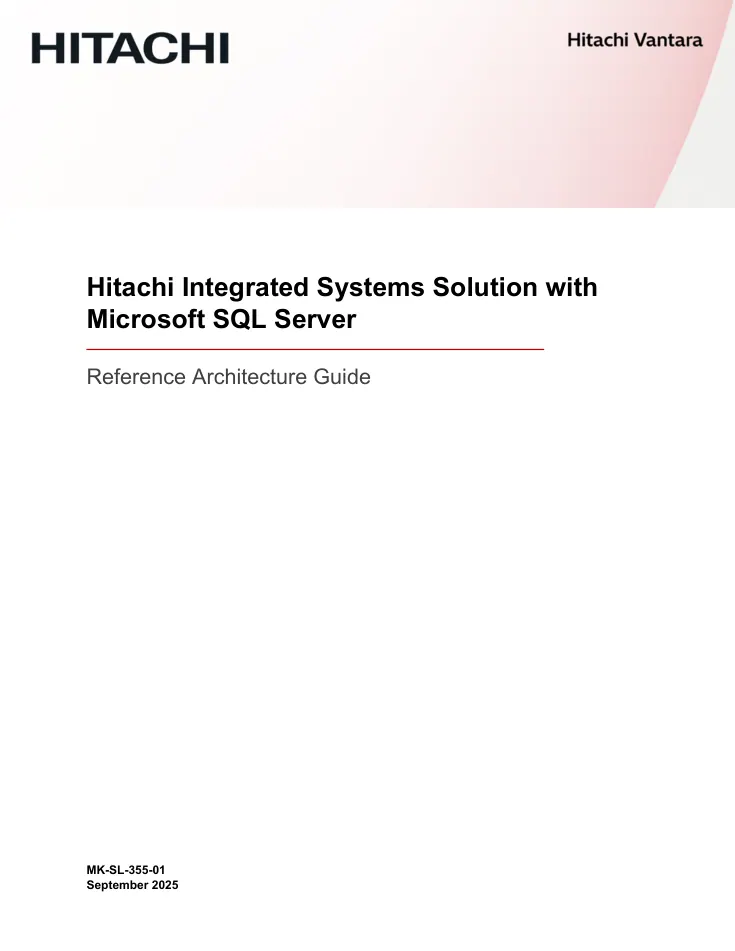 HITACHI
Hitachi Vantara
Hitachi Integrated Systems Solution with
Microsoft SQL Server
Reference Architecture Guide
MK-SL-355-01
September 2025